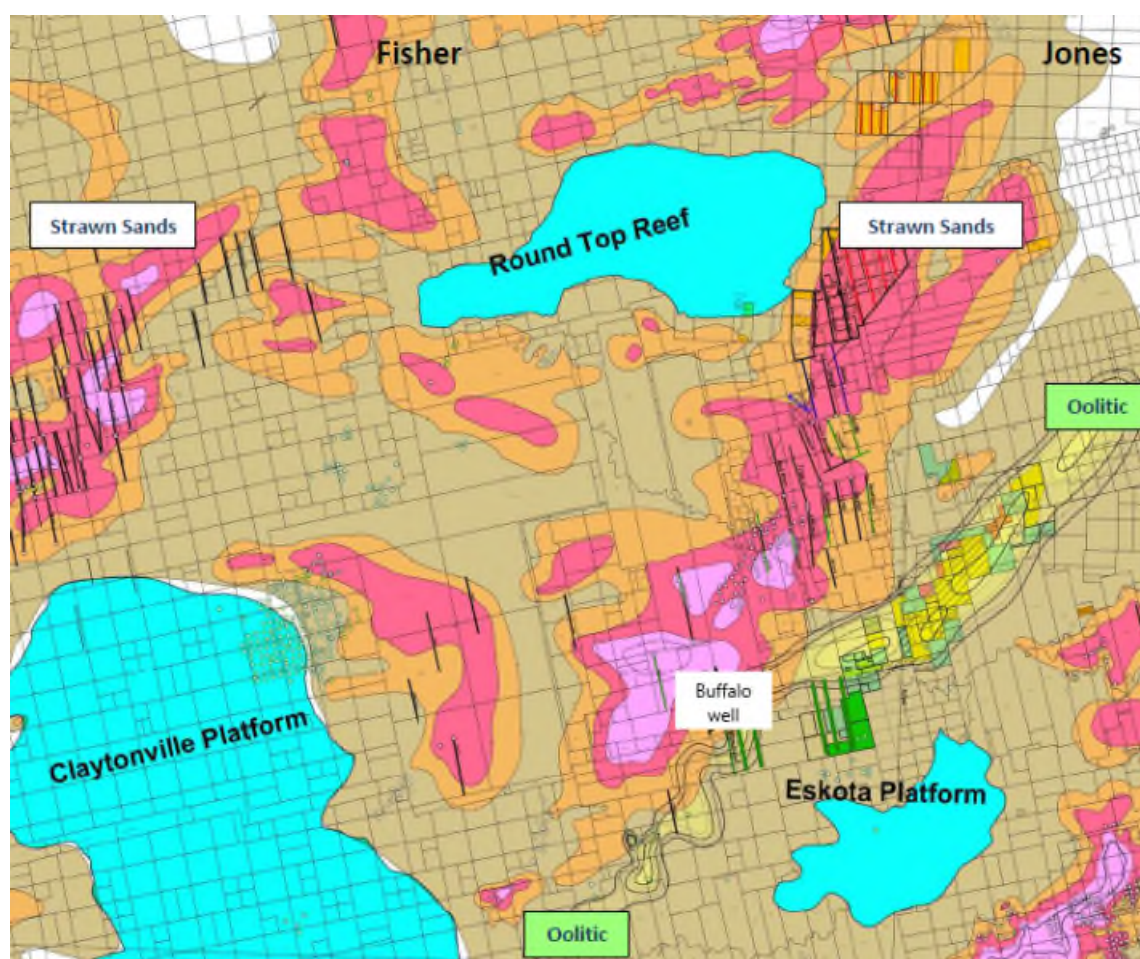 Fisher
Jones
Strawn Sands
Round Top Reef
Strawn Sands
Oolitic
Buffalo
well
Claytonville Platform
Eskota Platform
Oolitic